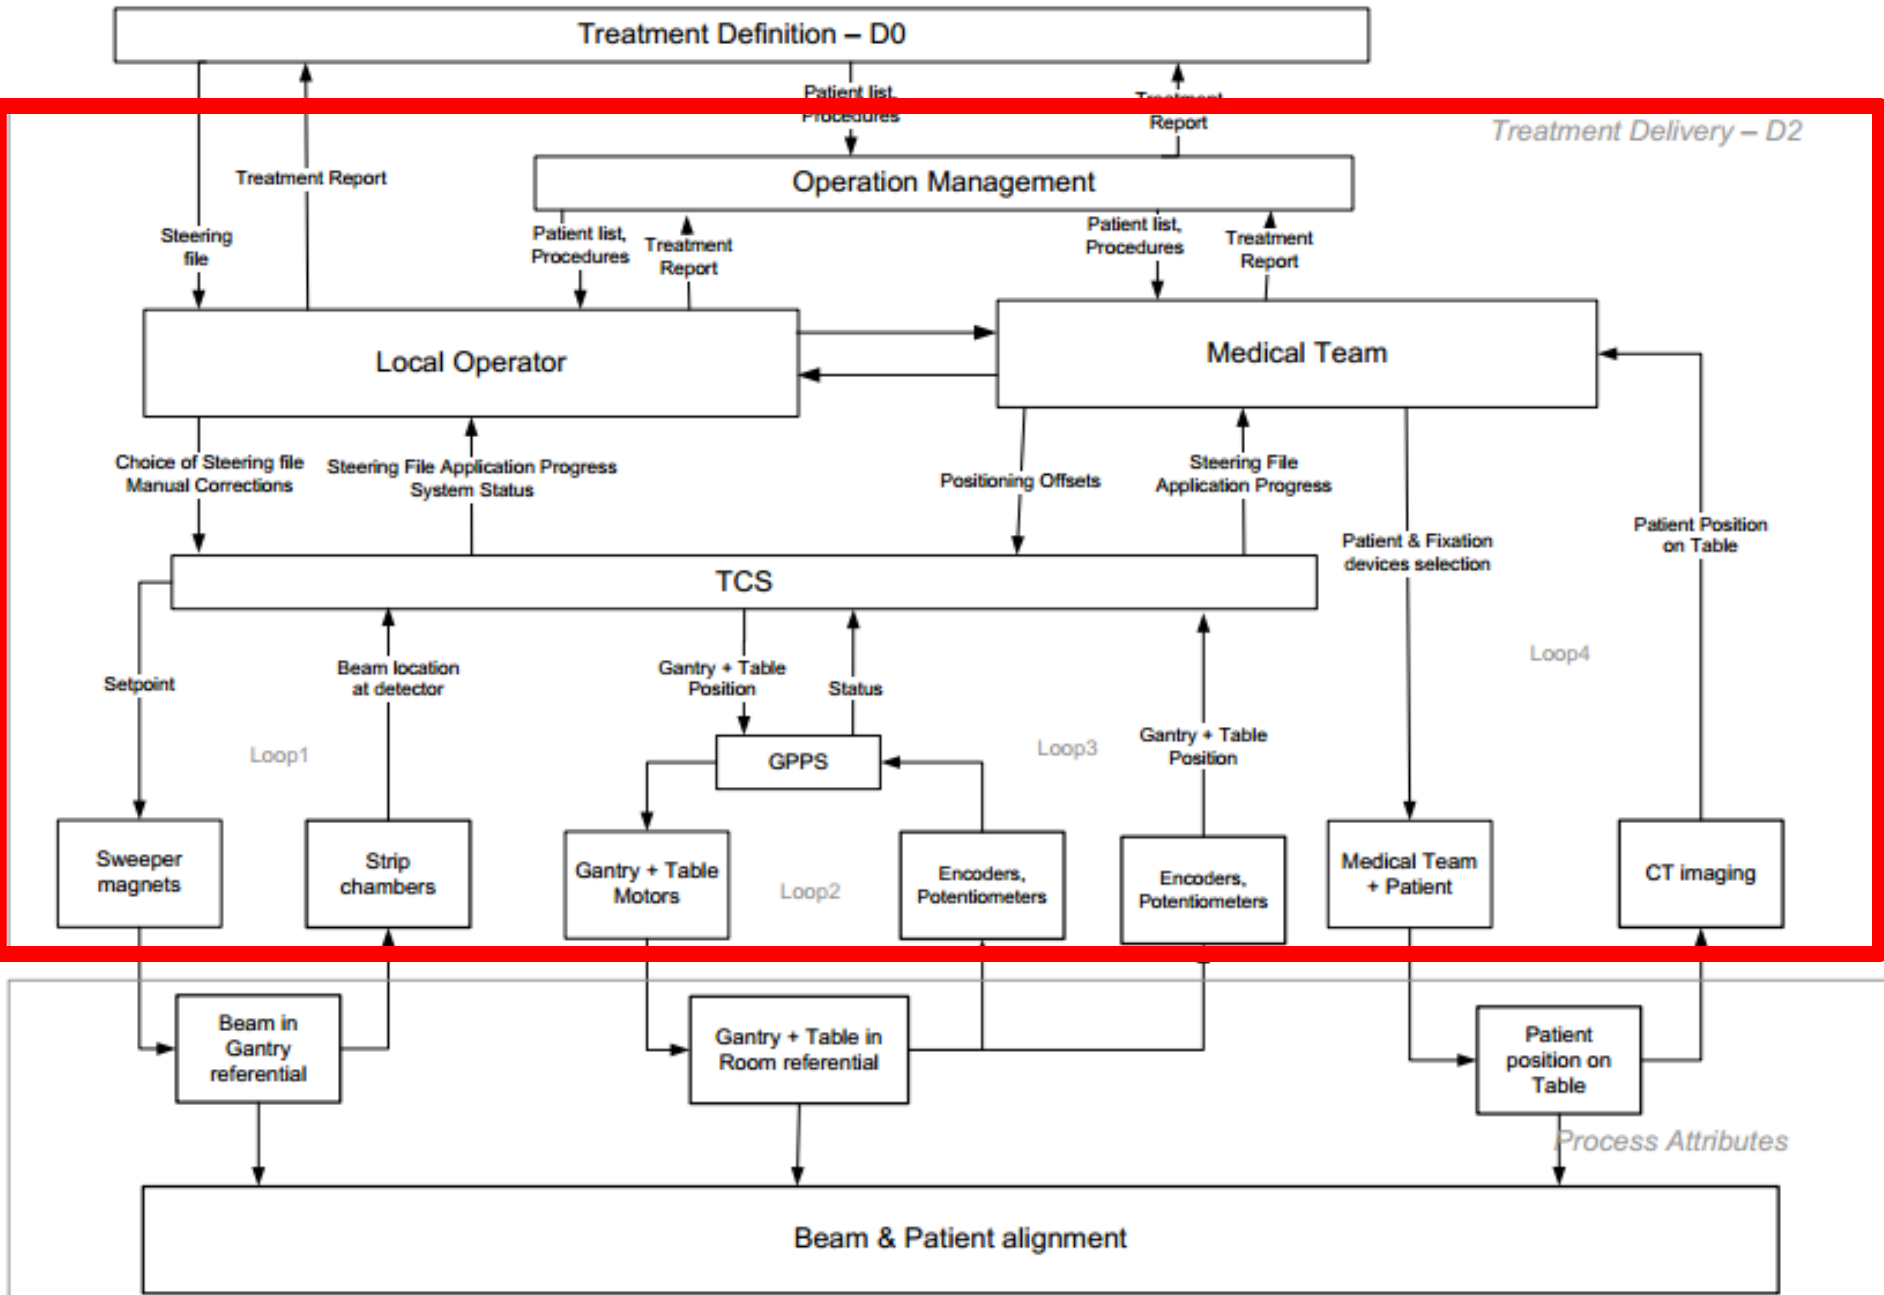 Treatment Definition – D0
Patient list,
Procedures
Treatment
Report
Treatment Delivery – D2
Treatment Report
Operation Management
Steering
file
Patient list,
Procedures
Treatment
Report
Patient list,
Procedures
Treatment
Report
Local Operator
Medical Team
Choice of Steering file
Manual Corrections
Steering File Application Progress
System Status
Positioning Offsets
Steering File
Application Progress
Patient & Fixation
devices selection
Patient Position
on Table
TCS
Setpoint
Beam location
at detector
Gantry + Table
Position
Status
Gantry + Table
Position
Loop4
Loop1
GPPS
Loop3
Sweeper
magnets
Strip
chambers
Gantry + Table
Motors
Loop2
Encoders,
Potentiometers
Encoders,
Potentiometers
Medical Team
+ Patient
CT imaging
Beam in
Gantry
referential
Gantry + Table in
Room referential
Patient
position on
Table
Process Attributes
Beam & Patient alignment